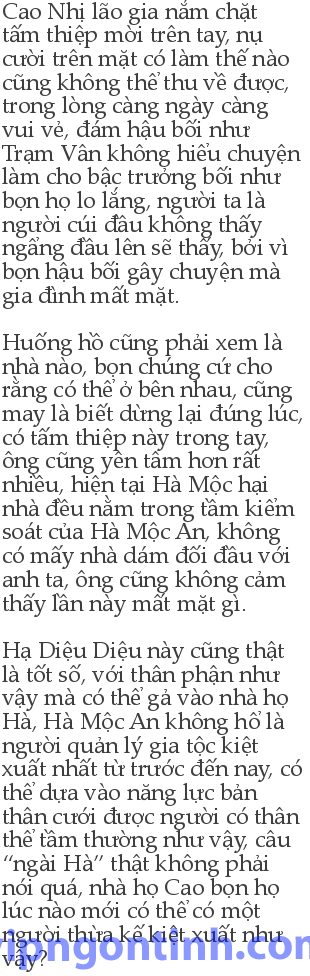 Cao Nhị lão gia nắm chặt
tấm thiệp mời trên tay, nụ
cười trên mặt có làm thế nào
cũng không thể thu về được,
trong lòng càng ngày càng
vui vẻ, đám hậu bối như
Trạm Vân không hiểu chuyện
làm cho bậc trưởng bối như
bọn họ lo lắng, người ta là
người cúi đầu không thấy
ngẩng đầu lên sẽ thấy, bởi vì
bọn hậu bối gây chuyện mà
gia đình mất mặt.
Huống hồ cũng phải xem là
nhà nào, bọn chúng cứ cho
rằng có thể ở bên nhau, cũng
may là biết dừng lại đúng lúc,
có tấm thiệp này trong tay,
ông cũng yên tâm hơn rất
nhiều, hiện tại Hà Mộc hại
nhà đều nằm trong tầm kiểm
soát của Hà Mộc An, không
có mấy nhà dám đối đầu với
anh ta, ông cũng không cảm
thấy lần này mất mặt gì.
Hạ Diệu Diệu này cũng thật
là tốt số, với thân phận như
vậy mà có thể gả vào nhà họ
Hà, Hà Mộc An không hổ là
người quản lý gia tộc kiệt
xuất nhất từ trước đến nay, có
thể dựa vào năng lực bản
thân cưới được người có thân
thể tầm thường như vậy, câu
“ngài Hà” thật không phải
nói quá, nhà họ Cao bọn họ
lúc nào mới có thể có một
người thừa kế kiệt xuất như
vậy?
vipngontinh.com